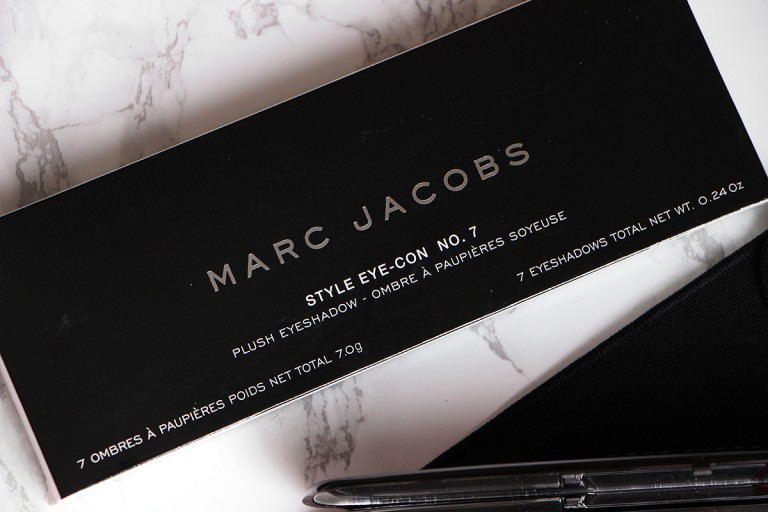 MARC JACOBS
STYLE EYE-CON NO. 7
PLUSH EYESHADOW - OMBRE À PAUPIÈRES SOYEUSE
7 OMBRES À PAUPIÈRES POIDS NET TOTAL 7.0g
7 EYESHADOWS TOTAL NET WT. 0.24 Oz